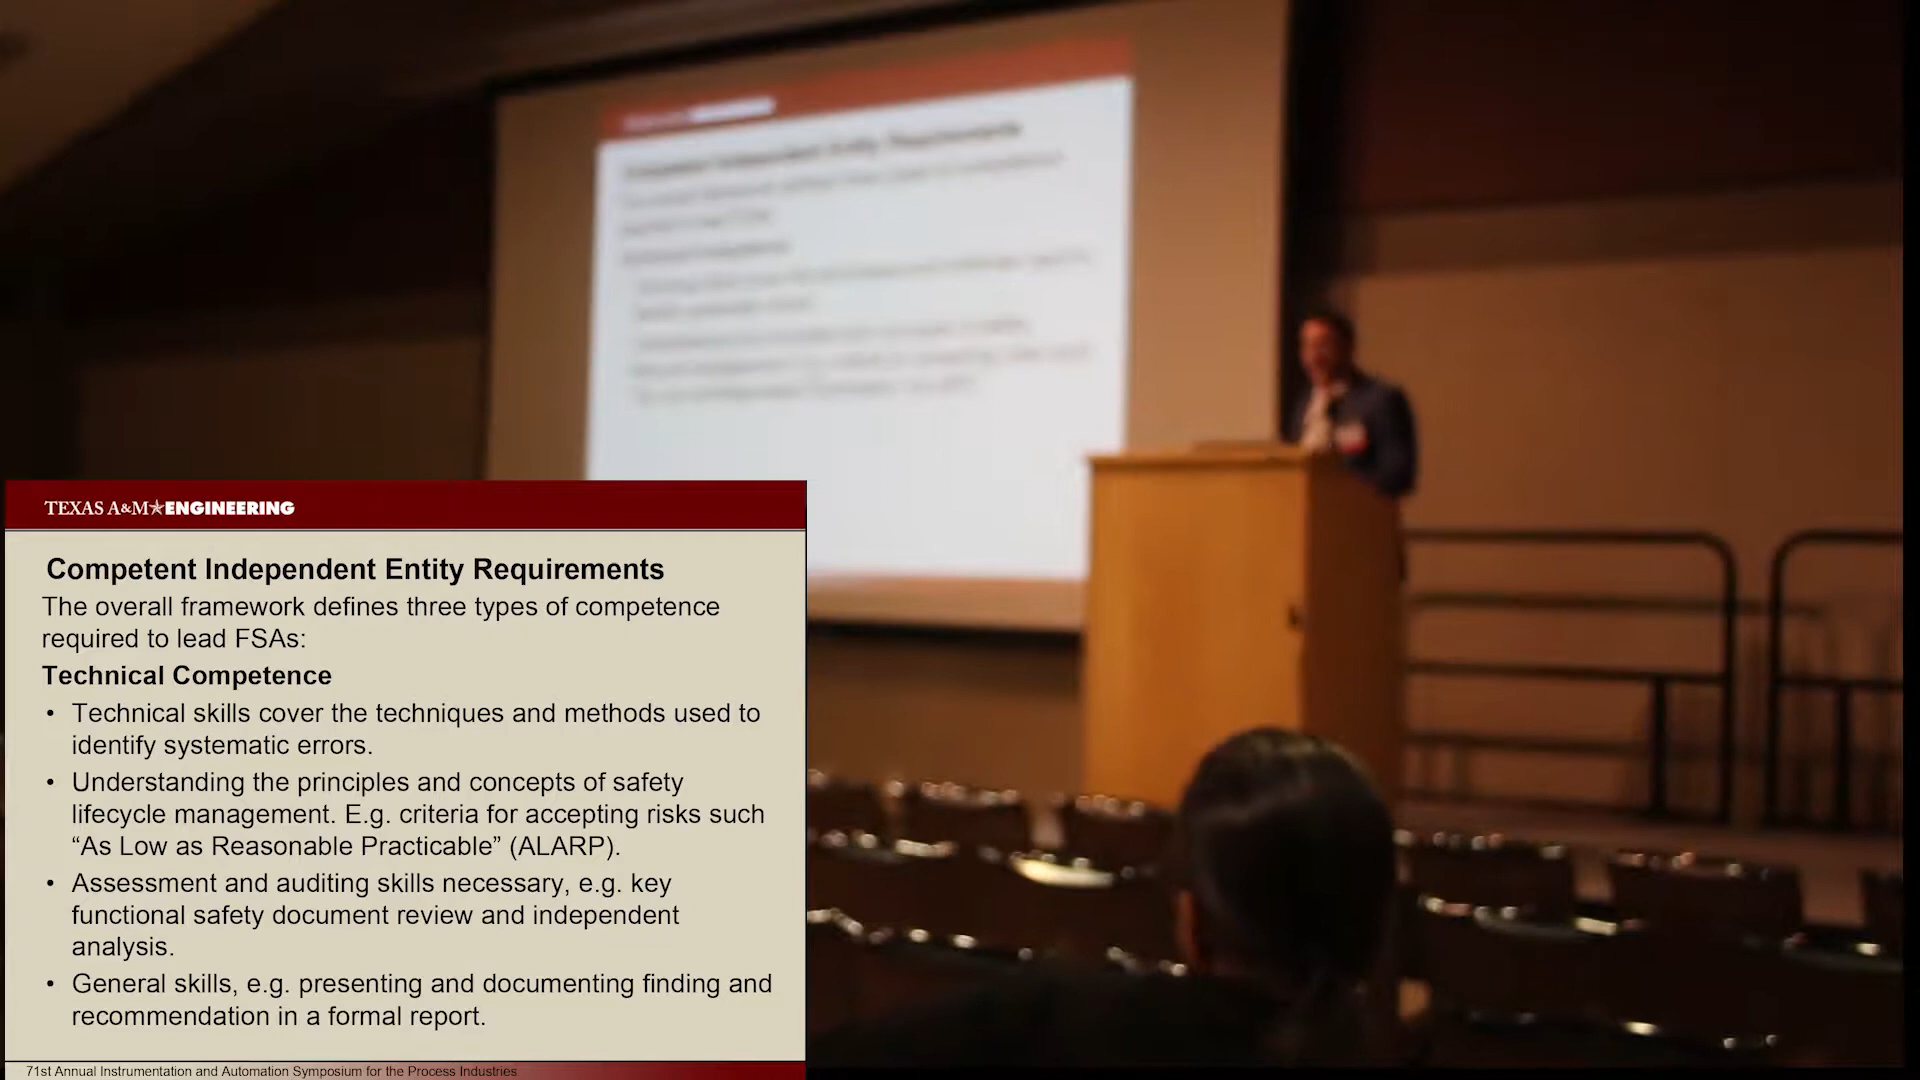 TEXAS A&M★ENGINEERING
Competent Independent Entity Requirements
The overall framework defines three types of competence
required to lead FSAs:
Technical Competence
• Technical skills cover the techniques and methods used to
identify systematic errors.
• Understanding the principles and concepts of safety
lifecycle management. E.g. criteria for accepting risks such
“As Low as Reasonable Practicable” (ALARP).
• Assessment and auditing skills necessary, e.g. key
functional safety document review and independent
analysis.
• General skills, e.g. presenting and documenting finding and
recommendation in a formal report.
71st Annual Instrumentation and Automation Symposium for the Process Industries